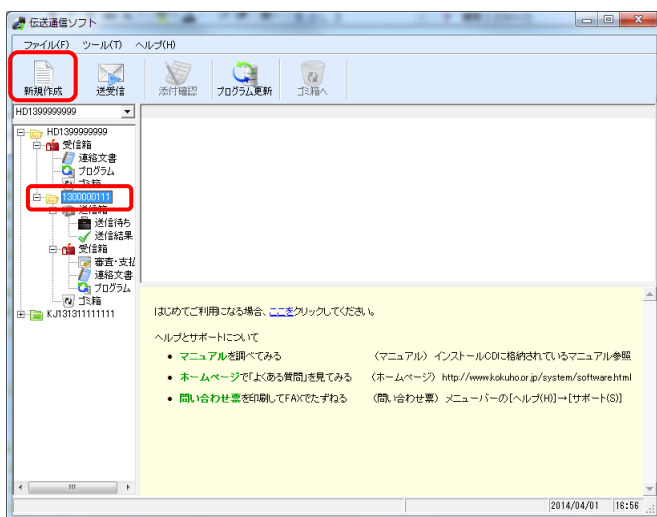 伝送通信ソフト
ファイル(F) ツール(T) ヘルプ(H)
新規作成 送受信 添付確認 プログラム更新 ゴミ箱へ
HD1399999999
HD1399999999
受信箱
連絡文書
プログラム
ゴミ箱
1300000111
送信箱
送信待ち
送信結果
受信箱
審査・支払
連絡文書
プログラム
ゴミ箱
KJ131311111111
はじめてご利用になる場合、ここをクリックしてください。
ヘルプとサポートについて
• マニュアルを調べてみる (マニュアル) インストールCDに格納されているマニュアル参照
• ホームページで「よくある質問」を見てみる (ホームページ) http://www.kokuho.or.jp/system/software.html
• 問い合わせ票を印刷してFAXでたずねる (問い合わせ票) メニューバーの[ヘルプ(H)]→[サポート(S)]
2014/04/01 16:56